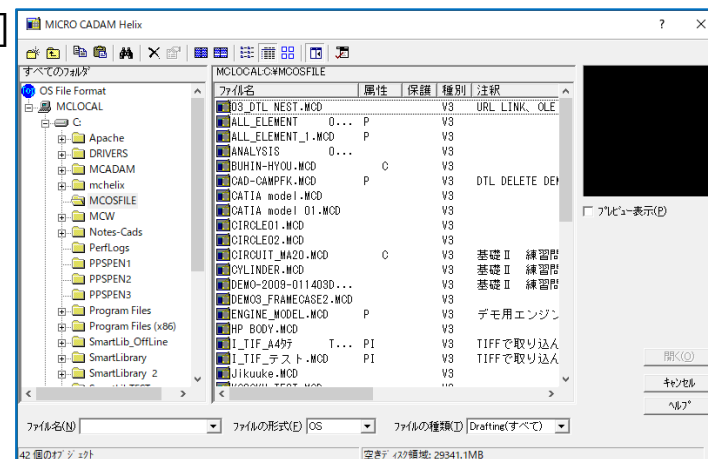 ]
MICRO CADAM Helix
すべてのﾌｫﾙﾀﾞ
MCLOCALC:¥MCOSFILE
OS File Format
MCLOCAL
C:
Apache
DRIVERS
MCADAM
mchelix
MCOSFILE
MCW
Notes-Cads
PerfLogs
PPSPEN1
PPSPEN2
PPSPEN3
Program Files
Program Files (x86)
SmartLib_OffLine
SmartLibrary
SmartLibrary 2
ﾌｧｲﾙ名 属性 保護 種別 注釈
03_DTL NEST.MCD V3 URL LINK、OLE
ALL_ELEMENT 0... P V3
ALL_ELEMENT_1.MCD P V3
ANALYSIS 0... V3
BUHIN-HYOU.MCD C V3
CAD-CAMPFK.MCD P V3 DTL DELETE DEM
CATIA model.MCD V3
CATIA model 01.MCD V3
CIRCLE01.MCD V3
CIRCLE02.MCD V3
CIRCUIT_MA20.MCD C V3 基礎Ⅱ 練習問
CYLINDER.MCD V3 基礎Ⅱ 練習問
DEMO-2009-011403D... V3 基礎Ⅱ 練習問
DEMO3_FRAMECASE2.MCD V3
ENGINE_MODEL.MCD P V3 デモ用エンジン
HP BODY.MCD V3
I_TIF_A4ﾀﾃ T... PI V3 TIFFで取り込ん
I_TIF_テスト.MCD PI V3 TIFFで取り込ん
Jikuuke.MCD V3
ﾌﾟﾚﾋﾞｭｰ表示(P)
開く(O)
ｷｬﾝｾﾙ
ﾍﾙﾌﾟ
ﾌｧｲﾙ名(N)
ﾌｧｲﾙの形式(F) OS
ﾌｧｲﾙの種類(T) Drafting(すべて)
42 個のｵﾌﾞｼﾞｪｸﾄ
空きﾃﾞｨｽｸ領域: 29341.1MB